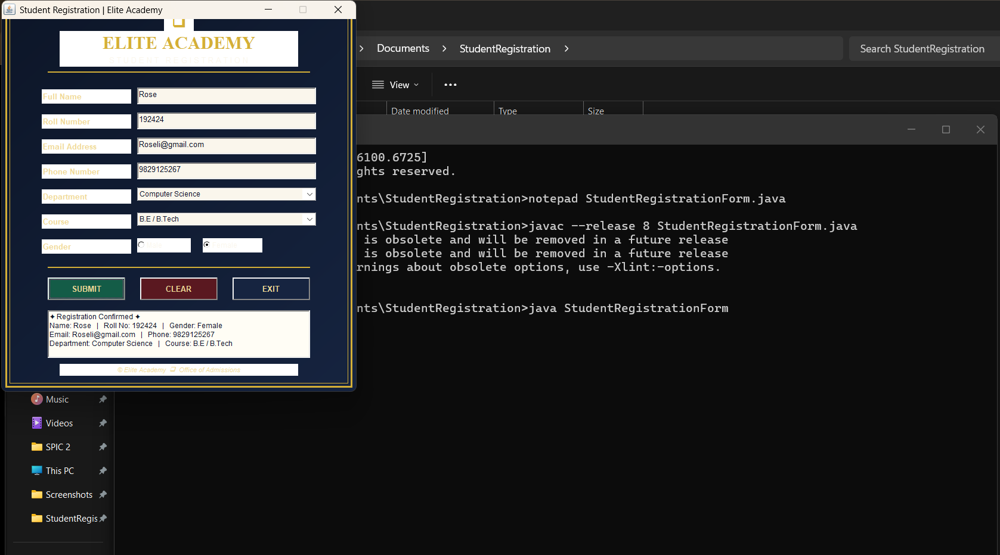 Student Registration | Elite Academy
ELITE ACADEMY
STUDENT REGISTRATION
Full Name Rose
Roll Number 192424
Email Address Roseli@gmail.com
Phone Number 9829125267
Department Computer Science
Course B.E / B.Tech
Gender Male Female
SUBMIT CLEAR EXIT
✦ Registration Confirmed ✦
Name: Rose | Roll No: 192424 | Gender: Female
Email: Roseli@gmail.com | Phone: 9829125267
Department: Computer Science | Course: B.E / B.Tech
© Elite Academy ❏ Office of Admissions
> Documents > StudentRegistration >
Search StudentRegistration
View
Date modified Type Size
6100.6725]
ghts reserved.
nts\StudentRegistration>notepad StudentRegistrationForm.java
nts\StudentRegistration>javac --release 8 StudentRegistrationForm.java
is obsolete and will be removed in a future release
is obsolete and will be removed in a future release
rnings about obsolete options, use -Xlint:-options.
nts\StudentRegistration>java StudentRegistrationForm
Music
Videos
SPIC 2
This PC
Screenshots
StudentRegis